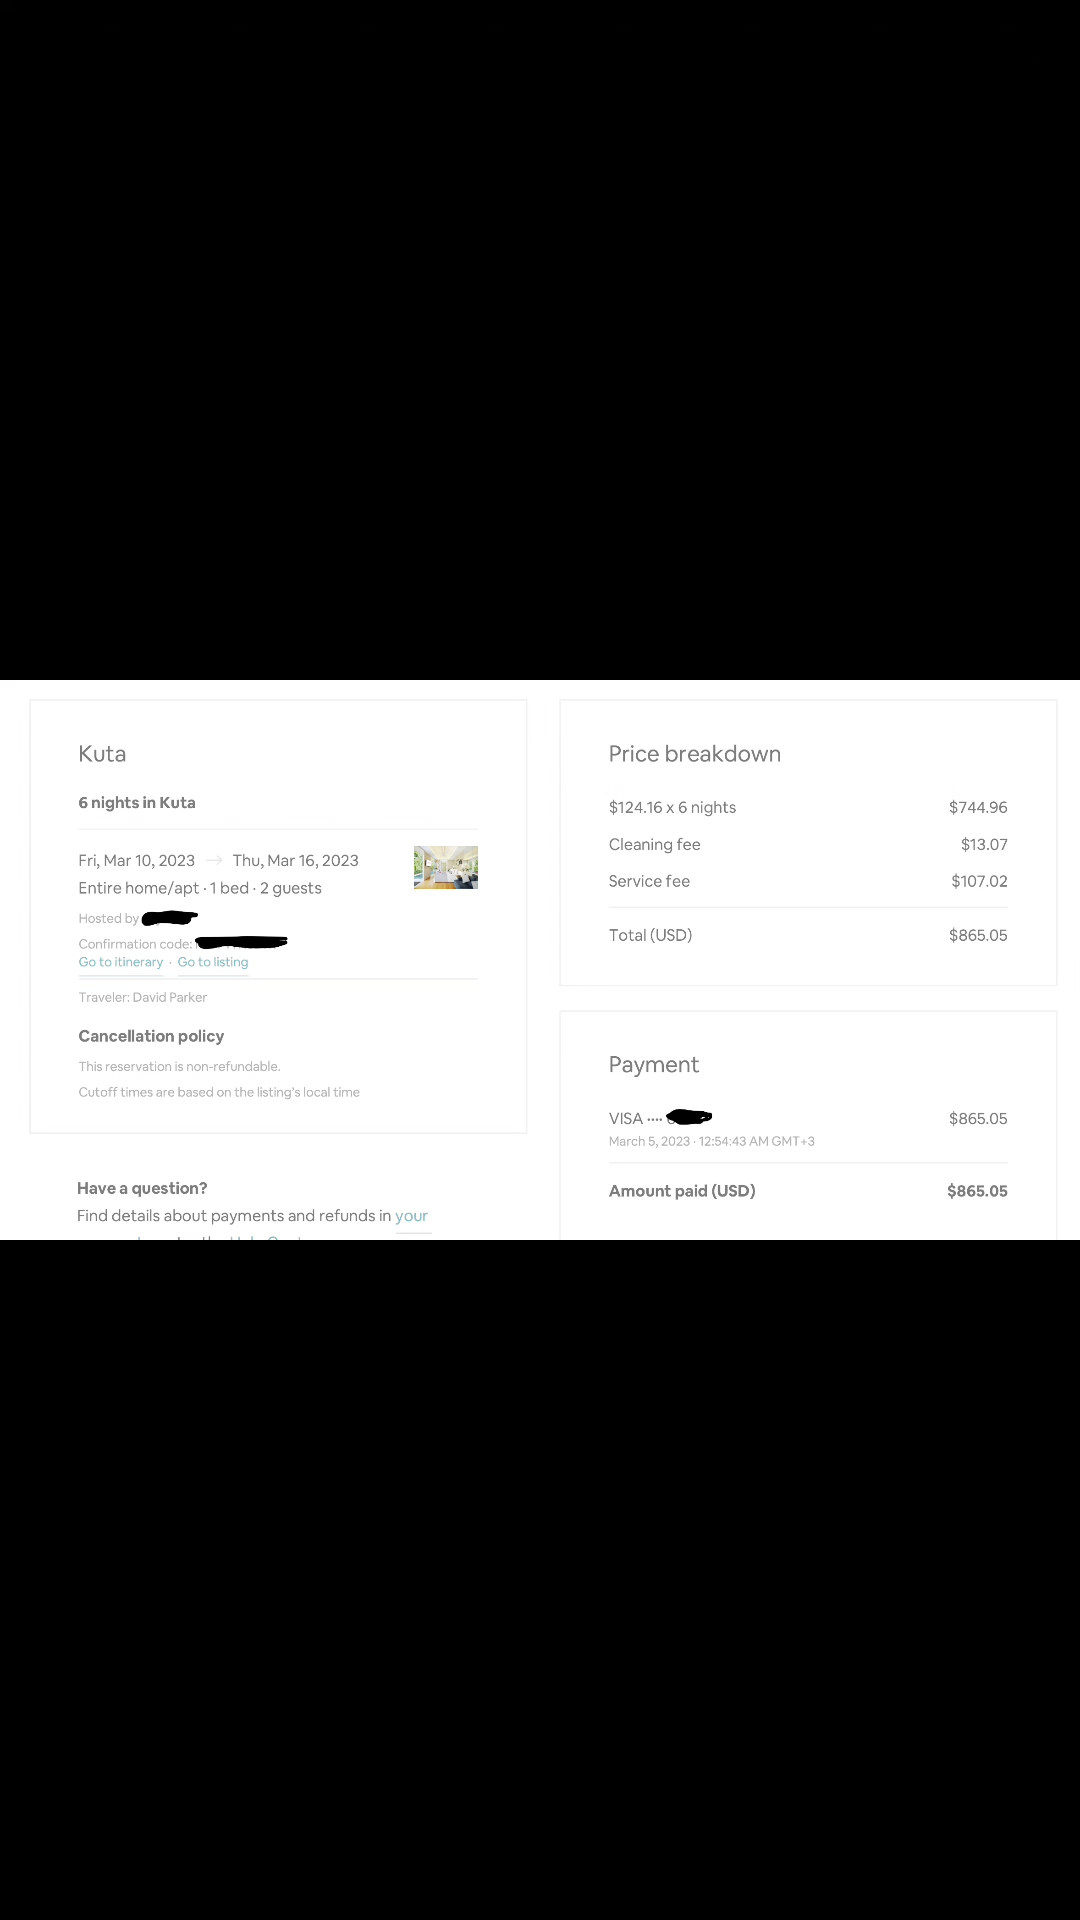 Kuta
6 nights in Kuta
Fri, Mar 10, 2023 → Thu, Mar 16, 2023
Entire home/apt · 1 bed · 2 guests
Hosted by
Confirmation code:
Go to itinerary · Go to listing
Traveler: David Parker
Cancellation policy
This reservation is non-refundable.
Cutoff times are based on the listing's local time
Have a question?
Find details about payments and refunds in your
Price breakdown
$124.16 x 6 nights $744.96
Cleaning fee $13.07
Service fee $107.02
Total (USD) $865.05
Payment
VISA •••• $865.05
March 5, 2023 · 12:54:43 AM GMT+3
Amount paid (USD) $865.05